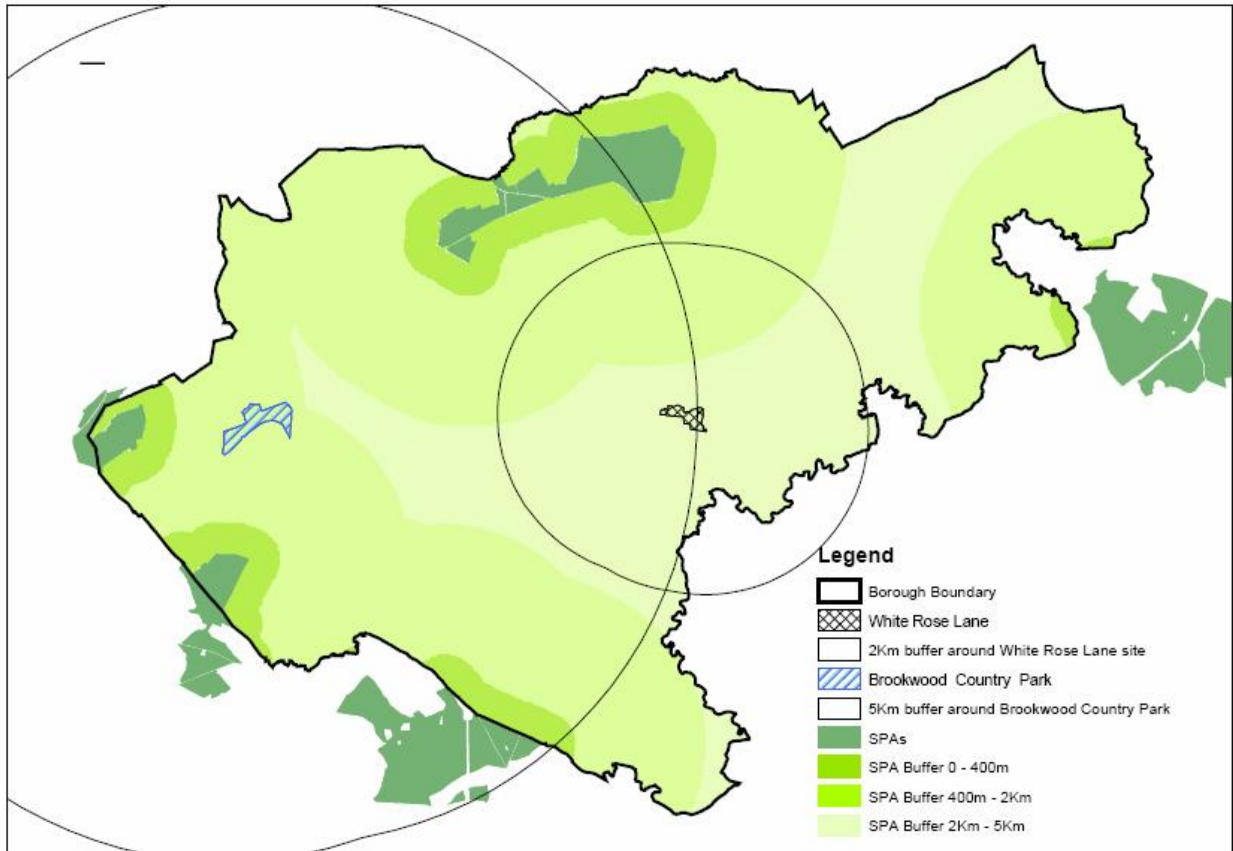 Legend
Borough Boundary
White Rose Lane
2Km buffer around White Rose Lane site
Brookwood Country Park
5Km buffer around Brookwood Country Park
SPAs
SPA Buffer 0 - 400m
SPA Buffer 400m - 2Km
SPA Buffer 2Km - 5Km